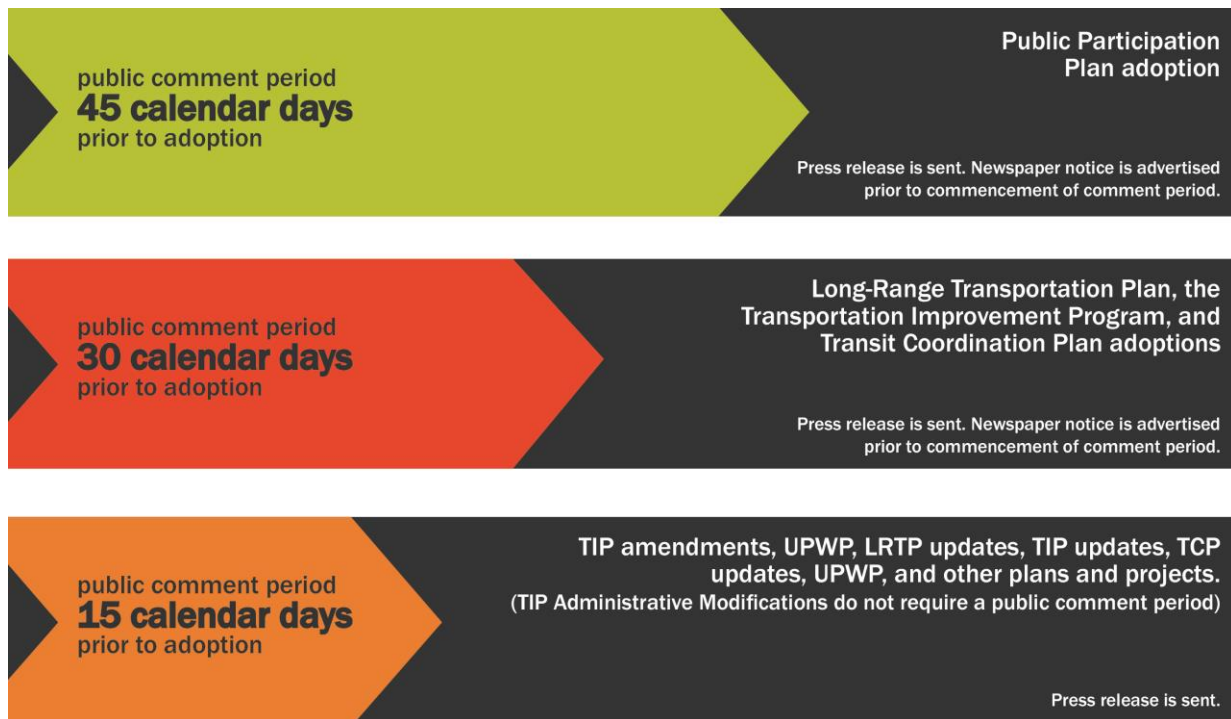 public comment period
45 calendar days
prior to adoption
Public Participation
Plan adoption
Press release is sent. Newspaper notice is advertised
prior to commencement of comment period.
public comment period
30 calendar days
prior to adoption
Long-Range Transportation Plan, the
Transportation Improvement Program, and
Transit Coordination Plan adoptions
Press release is sent. Newspaper notice is advertised
prior to commencement of comment period.
public comment period
15 calendar days
prior to adoption
TIP amendments, UPWP, LRTP updates, TIP updates, TCP
updates, UPWP, and other plans and projects.
(TIP Administrative Modifications do not require a public comment period)
Press release is sent.